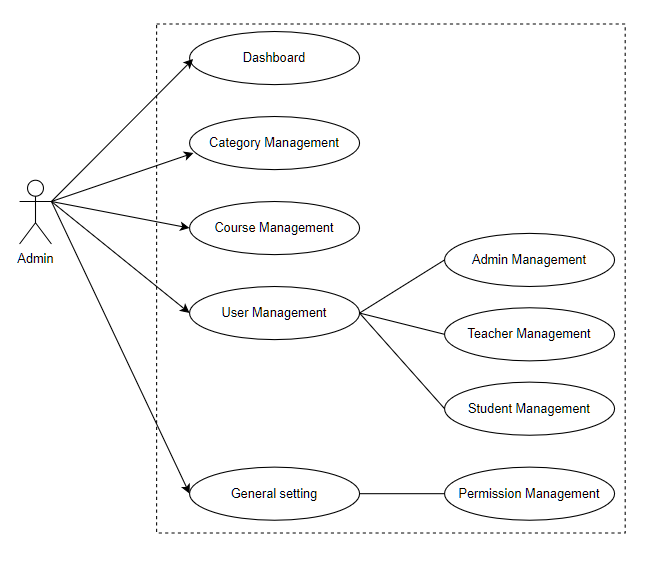 Dashboard
Category Management
Course Management
Admin
User Management
Admin Management
Teacher Management
Student Management
General setting
Permission Management